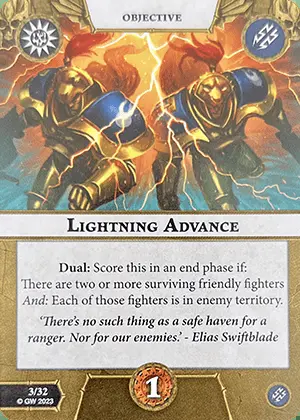 OBJECTIVE
LIGHTNING ADVANCE
Dual: Score this in an end phase if:
There are two or more surviving friendly fighters
And: Each of those fighters is in enemy territory.
'There's no such thing as a safe haven for a
ranger. Nor for our enemies.' - Elias Swiftblade
3/32
© GW 2023
1